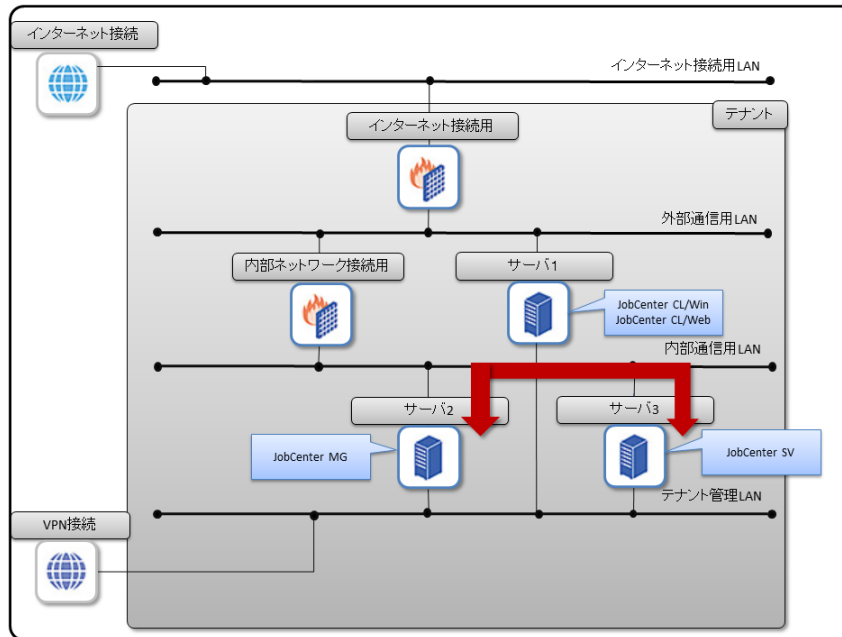 インターネット接続
インターネット接続用LAN
テナント
インターネット接続用
外部通信用LAN
内部ネットワーク接続用
サーバ1
JobCenter CL/Win
JobCenter CL/Web
内部通信用LAN
サーバ2
サーバ3
JobCenter MG
JobCenter SV
テナント管理LAN
VPN接続